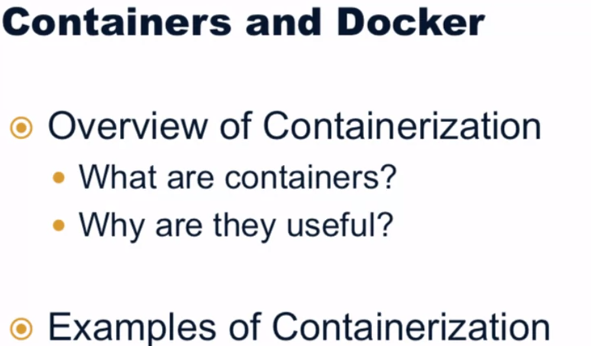 Containers and Docker
Overview of Containerization
What are containers?
Why are they useful?
Examples of Containerization